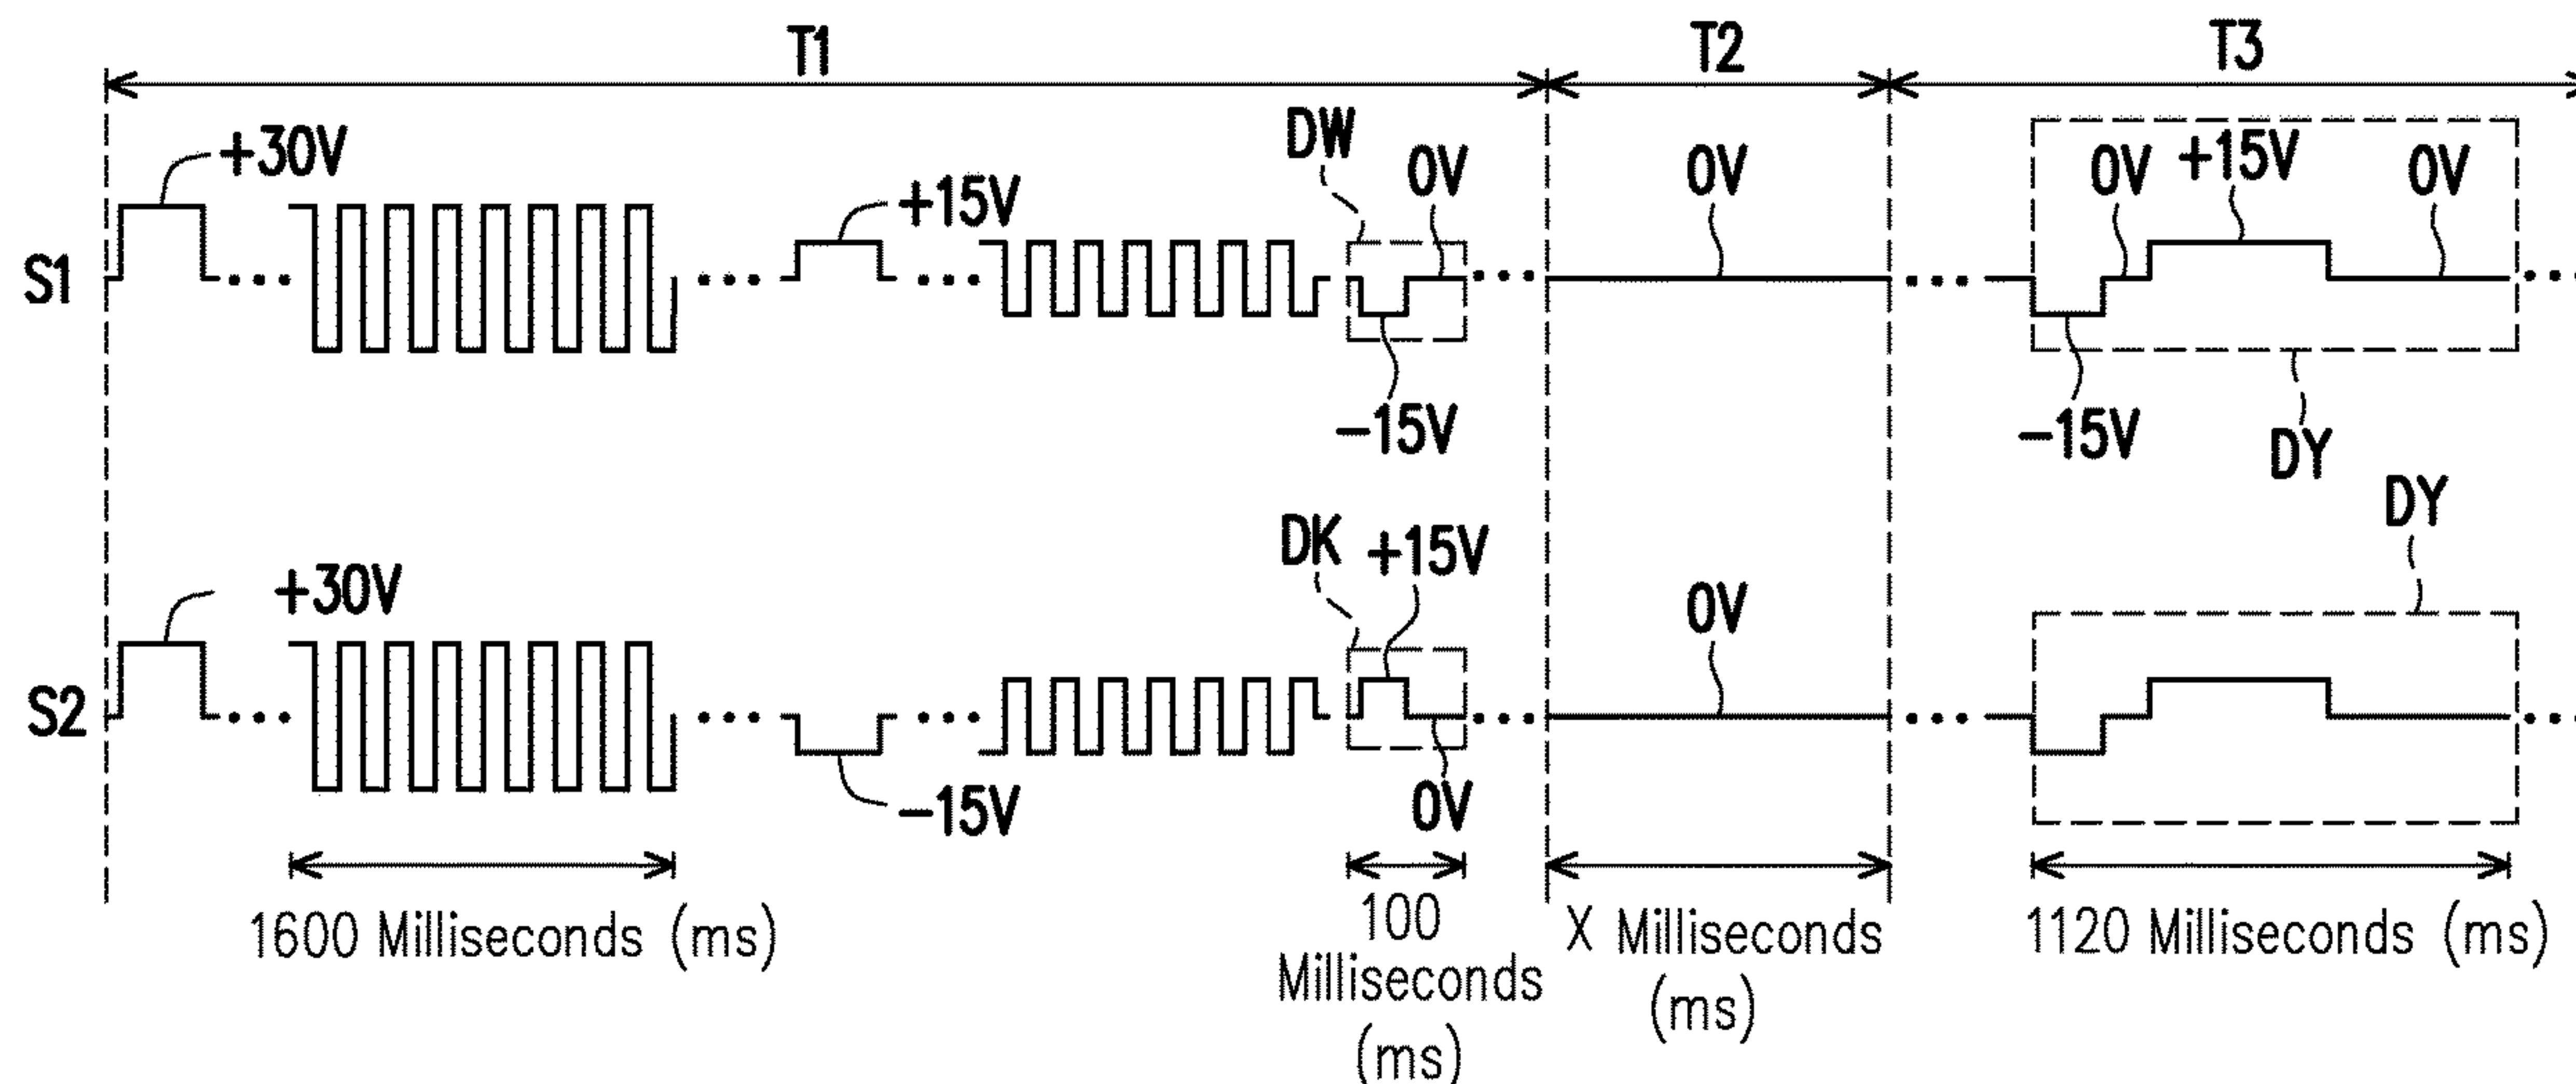 T1 T2 T3
+30V +15V DW 0V 0V 0V +15V 0V
S1
-15V -15V DY
DY
DK +15V
+30V 0V
S2
-15V 0V
1600 Milliseconds (ms) 100 Milliseconds (ms) X Milliseconds (ms) 1120 Milliseconds (ms)